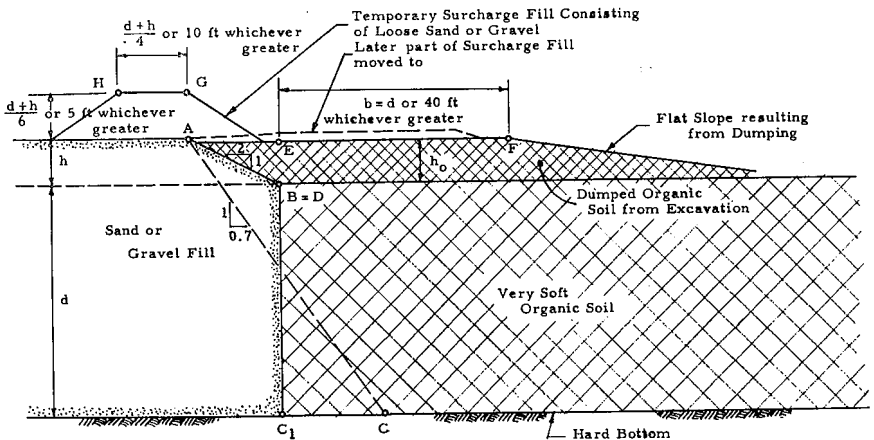 d+h
4
or 10 ft whichever
greater
Temporary Surcharge Fill Consisting
of Loose Sand or Gravel
Later part of Surcharge Fill
moved to
H
G
d+h
6
or 5 ft whichever
greater
b=d or 40 ft
whichever greater
Flat Slope resulting
from Dumping
A
E
F
h
2
1
h₀
B = D
Dumped Organic
Soil from Excavation
1
0.7
Sand or
Gravel Fill
d
Very Soft
Organic Soil
C₁
C
Hard Bottom